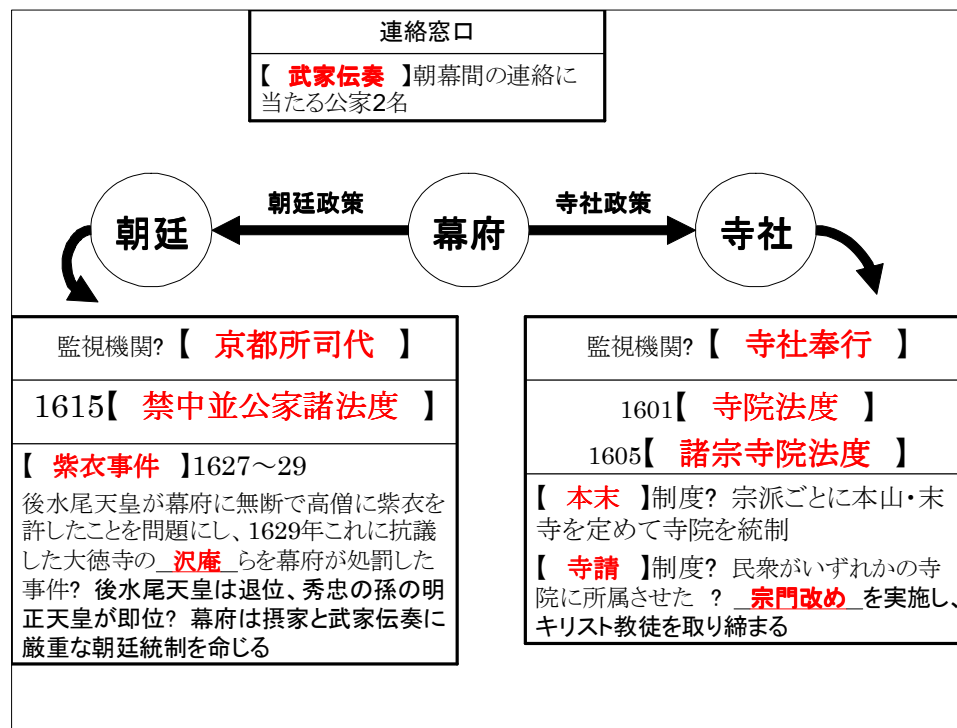 連絡窓口
【 武家伝奏 】朝幕間の連絡に
当たる公家2名
朝廷
朝廷政策
幕府
寺社政策
寺社
監視機関?【 京都所司代 】
1615【 禁中並公家諸法度 】
【 紫衣事件 】1627～29
後水尾天皇が幕府に無断で高僧に紫衣を
許したことを問題にし、1629年これに抗議
した大徳寺の_沢庵_らを幕府が処罰した
事件? 後水尾天皇は退位、秀忠の孫の明
正天皇が即位? 幕府は摂家と武家伝奏に
厳重な朝廷統制を命じる
監視機関?【 寺社奉行 】
1601【 寺院法度 】
1605【 諸宗寺院法度 】
【 本末 】制度? 宗派ごとに本山・末
寺を定めて寺院を統制
【 寺請 】制度? 民衆がいずれかの寺
院に所属させた ? _宗門改め_を実施し、
キリスト教徒を取り締まる